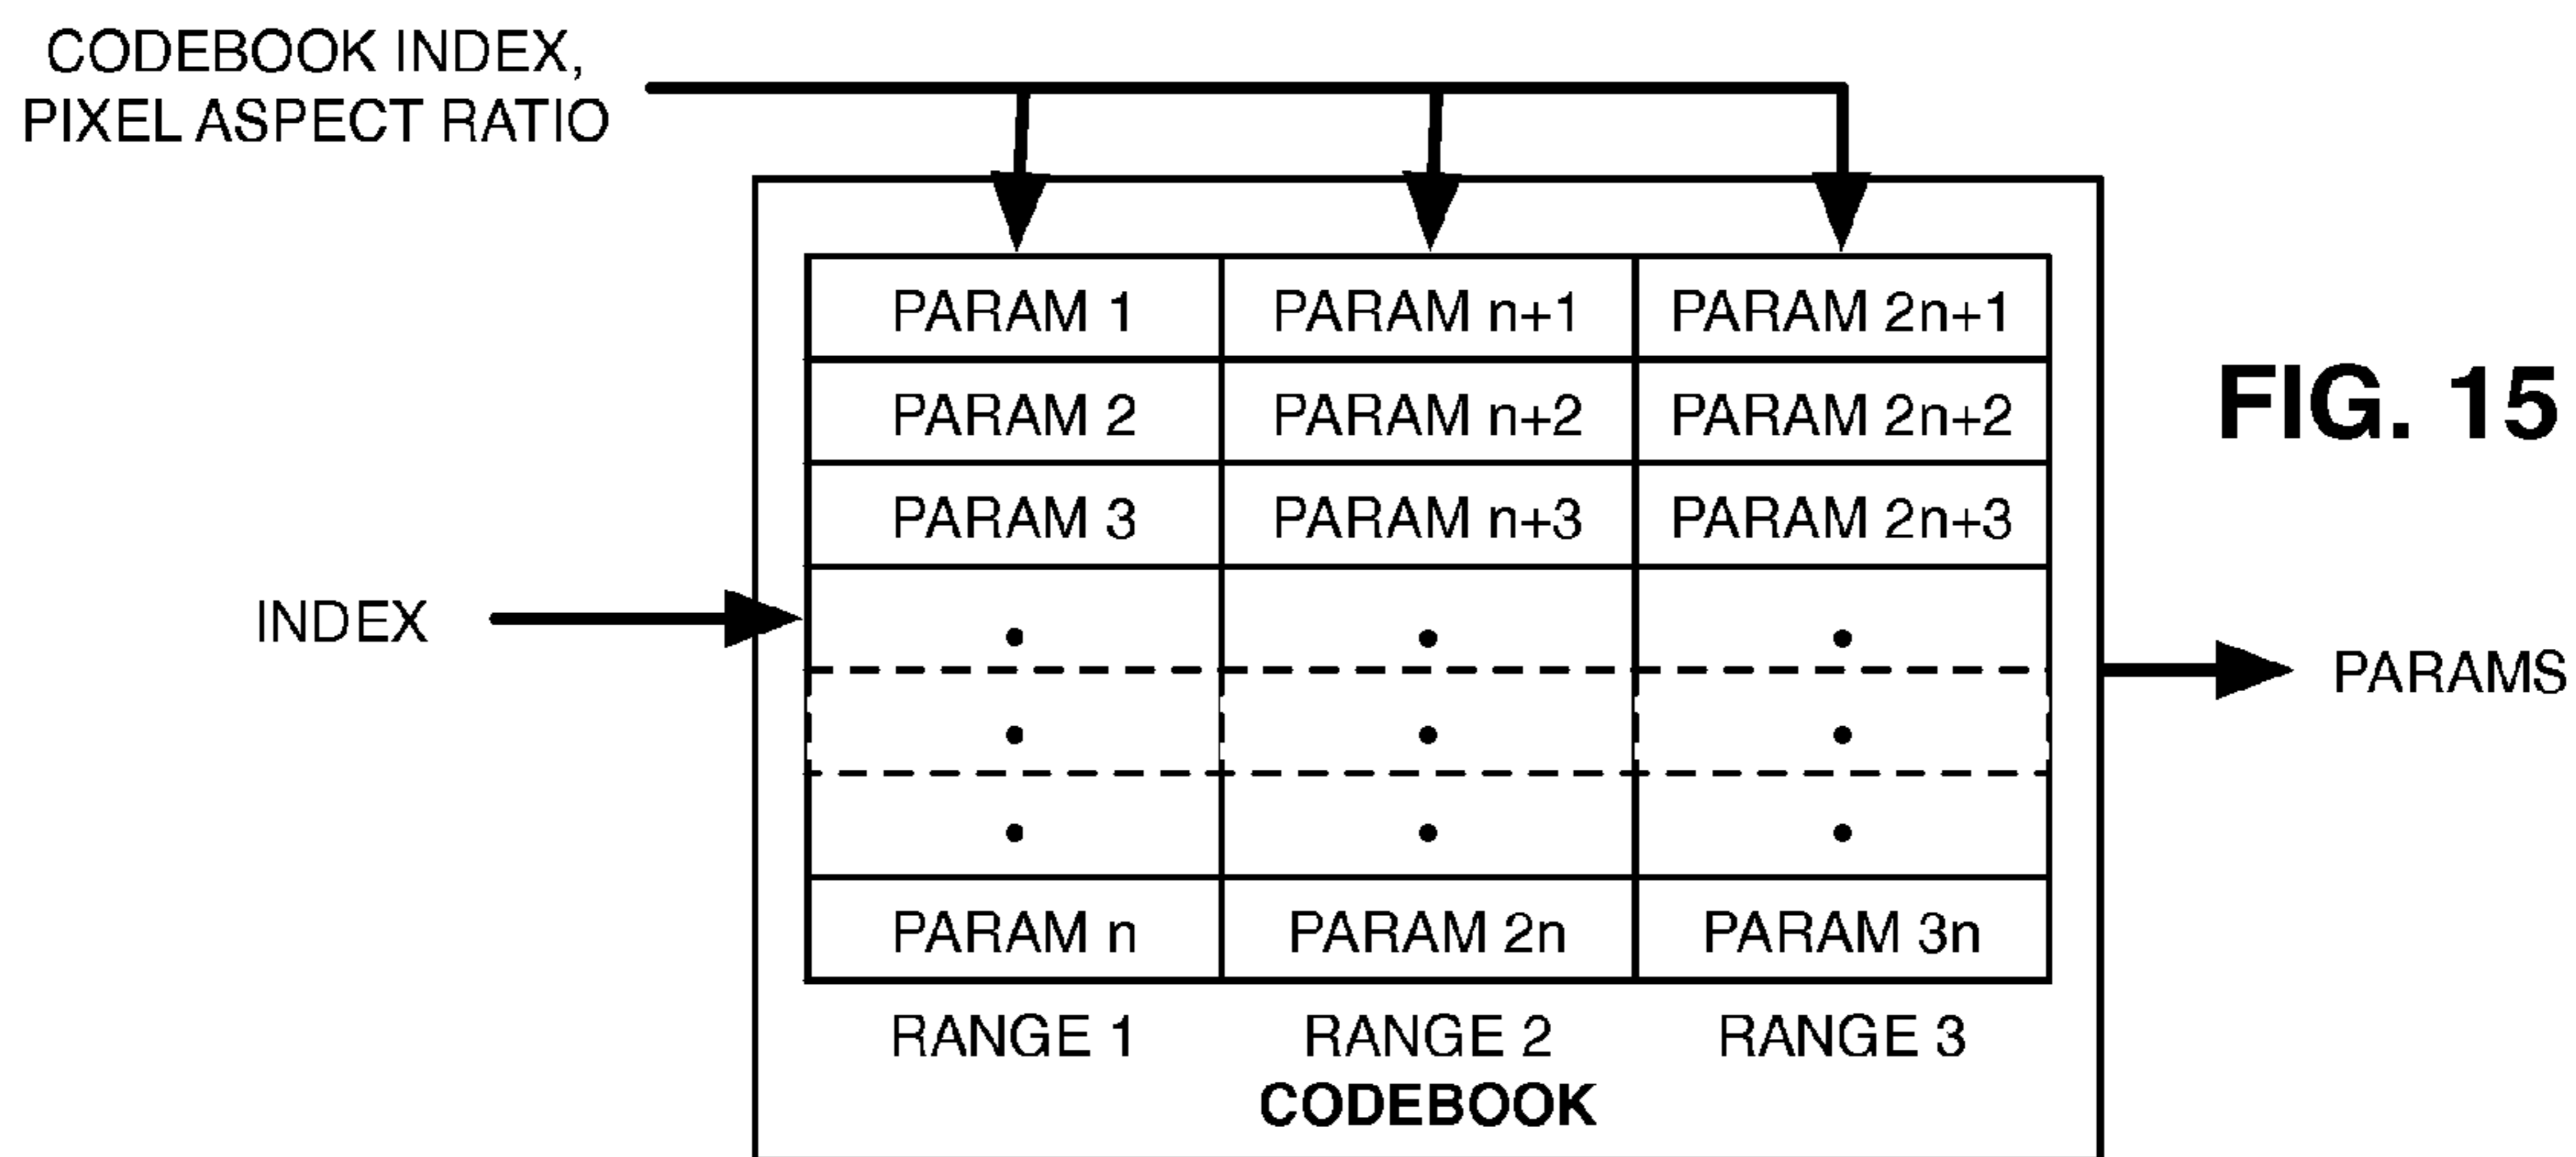 CODEBOOK INDEX,
PIXEL ASPECT RATIO
PARAM 1 PARAM n+1 PARAM 2n+1
PARAM 2 PARAM n+2 PARAM 2n+2
FIG. 15
PARAM 3 PARAM n+3 PARAM 2n+3
INDEX
PARAMS
PARAM n PARAM 2n PARAM 3n
RANGE 1 RANGE 2 RANGE 3
CODEBOOK